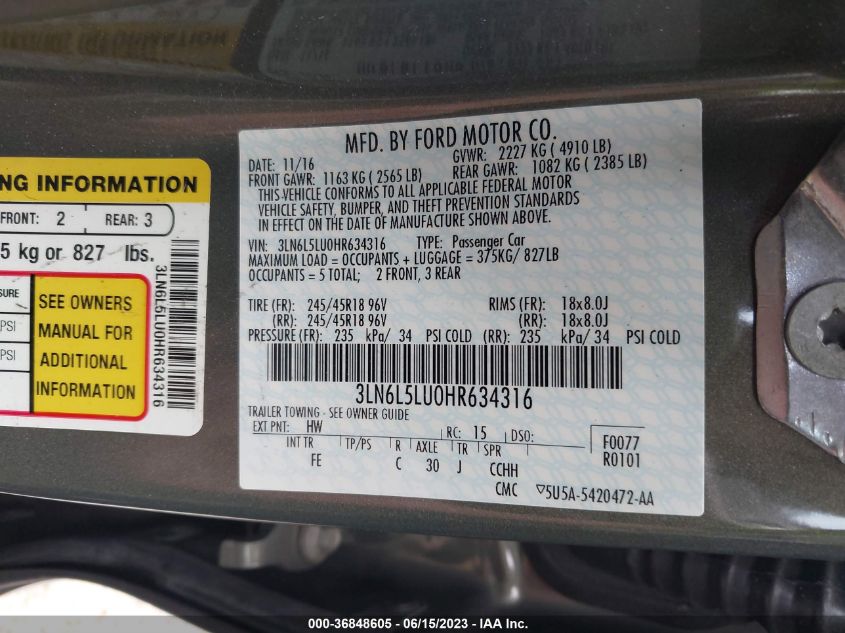 NG INFORMATION
FRONT: 2 REAR: 3
5 kg or 827 lbs.
SURE
PSI
PSI
SEE OWNERS
MANUAL FOR
ADDITIONAL
INFORMATION
3LN6L5LU0HR634316
MFD. BY FORD MOTOR CO.
DATE: 11/16 GVWR: 2227 KG ( 4910 LB)
FRONT GAWR: 1163 KG ( 2565 LB) REAR GAWR: 1082 KG ( 2385 LB)
THIS VEHICLE CONFORMS TO ALL APPLICABLE FEDERAL MOTOR
VEHICLE SAFETY, BUMPER, AND THEFT PREVENTION STANDARDS
IN EFFECT ON THE DATE OF MANUFACTURE SHOWN ABOVE.
VIN: 3LN6L5LU0HR634316 TYPE: Passenger Car
MAXIMUM LOAD = OCCUPANTS + LUGGAGE = 375KG/ 827LB
OCCUPANTS = 5 TOTAL; 2 FRONT, 3 REAR
TIRE (FR): 245/45R18 96V RIMS (FR): 18x8.0J
(RR): 245/45R18 96V (RR): 18x8.0J
PRESSURE (FR): 235 kPa/ 34 PSI COLD (RR): 235 kPa/ 34 PSI COLD
3LN6L5LU0HR634316
TRAILER TOWING - SEE OWNER GUIDE
EXT PNT: HW RC: 15 DSO: F0077
INT TR TP/PS R AXLE TR SPR R0101
FE C 30 J CCHH
CMC ▽5U5A-5420472-AA
000-36848605 - 06/15/2023 - IAA Inc.